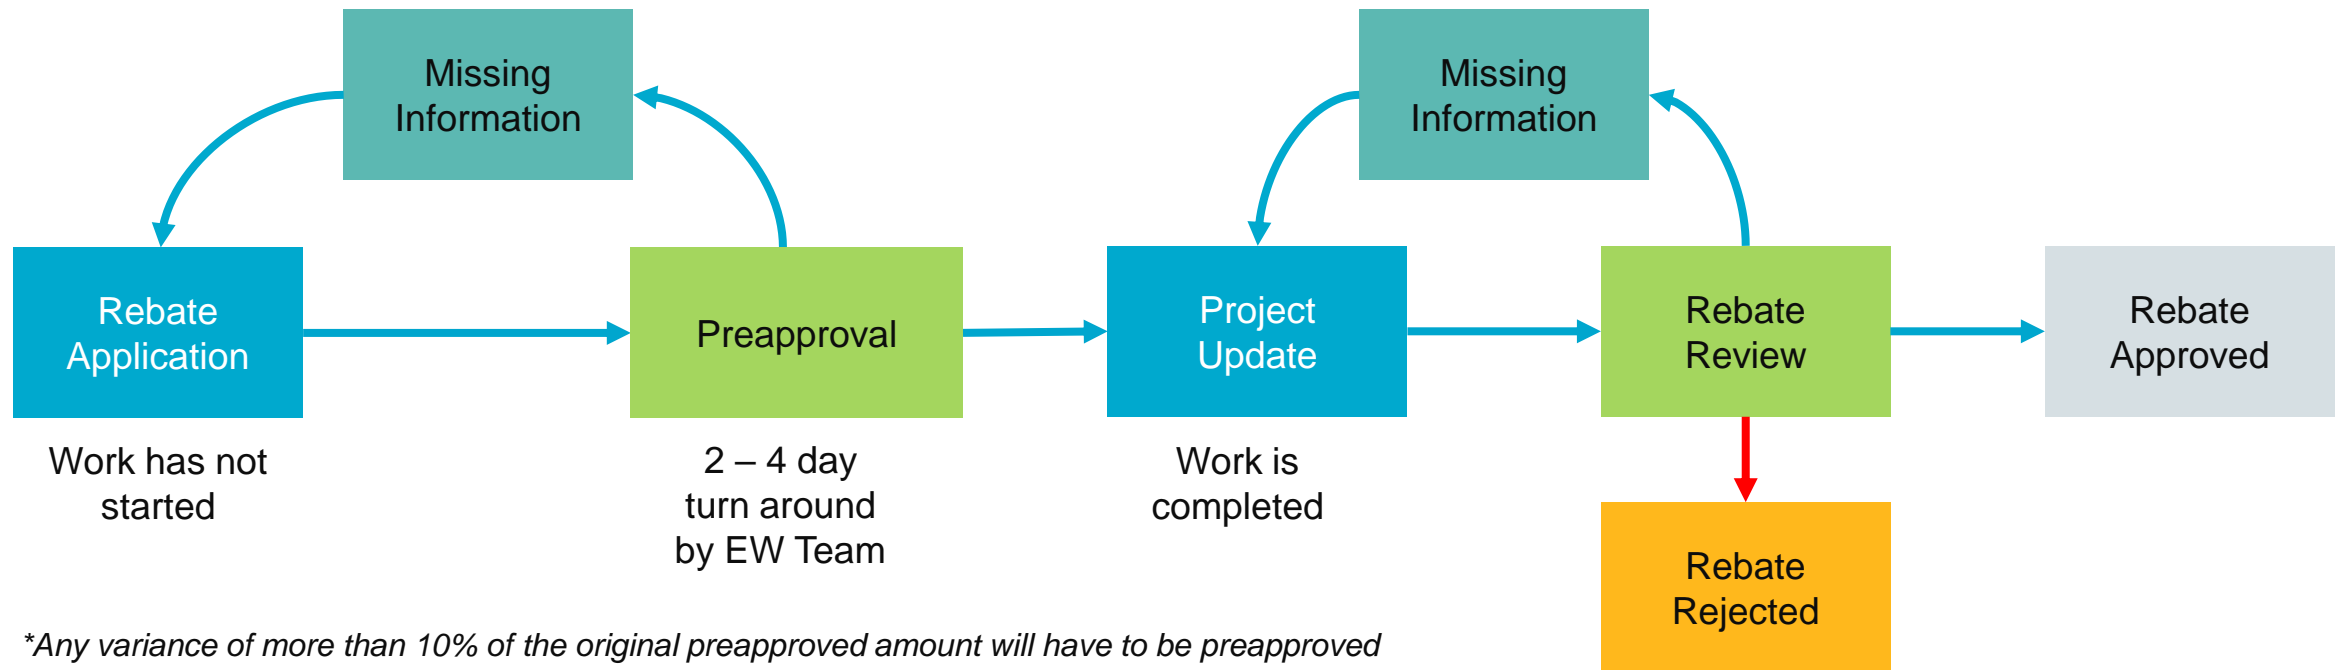 Missing
Information
Missing
Information
Rebate
Application
Preapproval
Project
Update
Rebate
Review
Rebate
Approved
Work has not
started
2 – 4 day
turn around
by EW Team
Work is
completed
Rebate
Rejected
*Any variance of more than 10% of the original preapproved amount will have to be preapproved